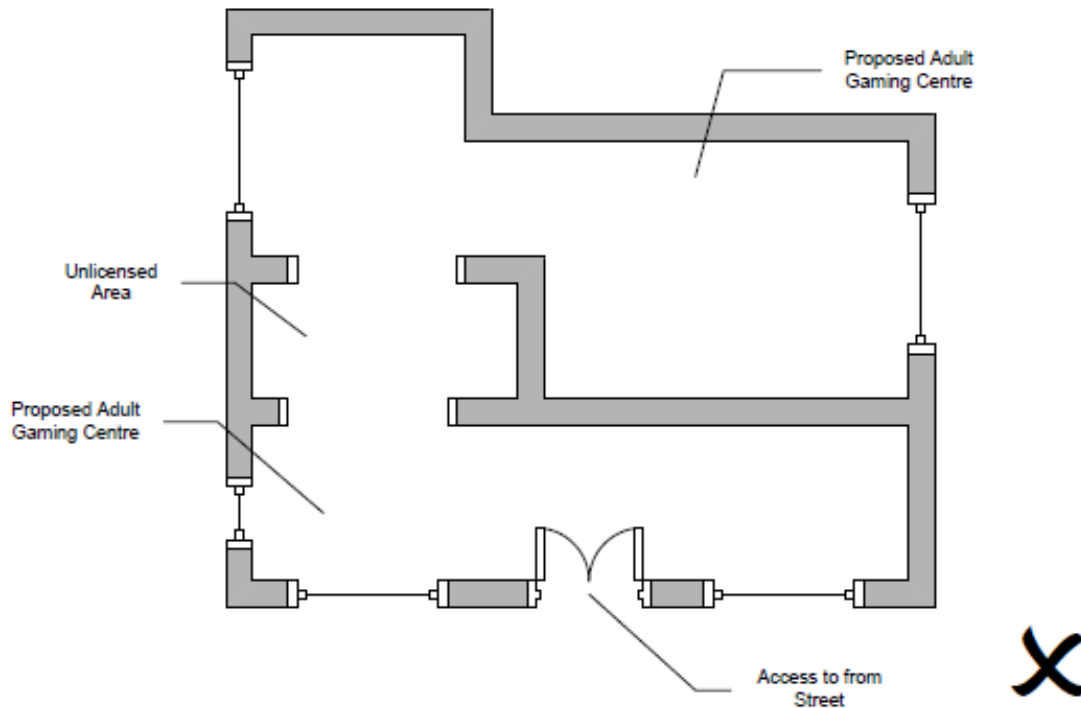 Proposed Adult
Gaming Centre
Unlicensed
Area
Proposed Adult
Gaming Centre
Access to from
Street